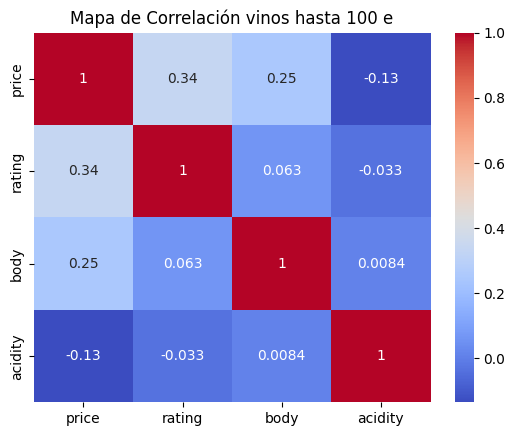 Mapa de Correlación vinos hasta 100 e
price
1
0.34
0.25
-0.13
rating
0.34
1
0.063
-0.033
body
0.25
0.063
1
0.0084
acidity
-0.13
-0.033
0.0084
1
price
rating
body
acidity
1.0
0.8
0.6
0.4
0.2
0.0